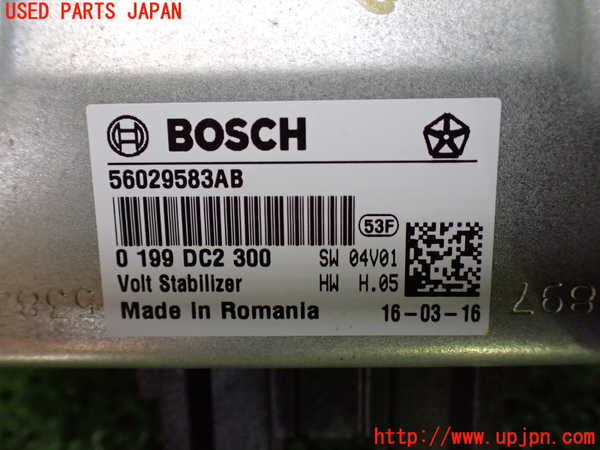 USED PARTS JAPAN
BOSCH
56029583AB
53F
0 199 DC2 300 SW 04V01
Volt Stabilizer HW H.05
Made in Romania 16-03-16
897
http://www.upjpn.com